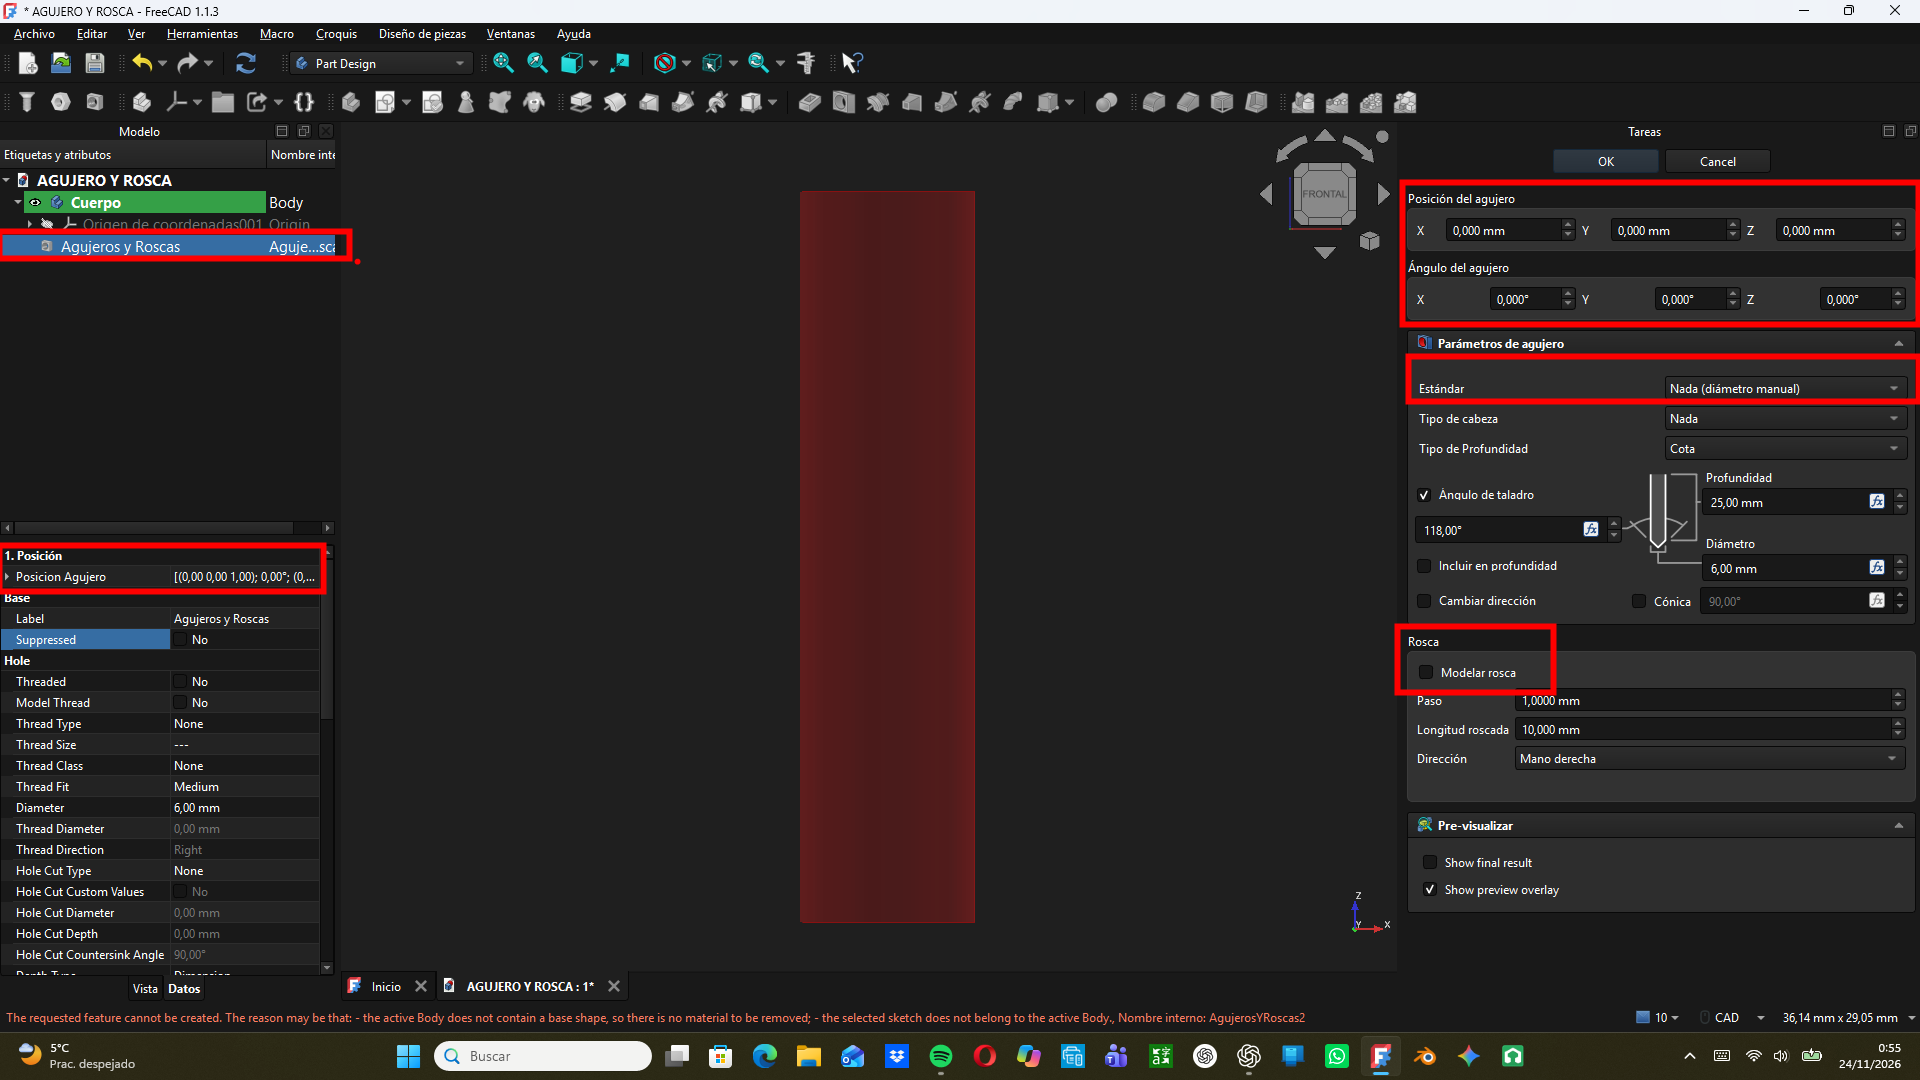 * AGUJERO Y ROSCA - FreeCAD 1.1.3
Archivo Editar Ver Herramientas Macro Croquis Diseño de piezas Ventanas Ayuda
Part Design
Modelo
Etiquetas y atributos Nombre inte
AGUJERO Y ROSCA
Cuerpo Body
Origen de coordenadas001 Origin
Agujeros y Roscas Aguje...sca
1. Posición
Posicion Agujero [(0,00 0,00 1,00); 0,00°; (0,...
Base
Label Agujeros y Roscas
Suppressed No
Hole
Threaded No
Model Thread No
Thread Type None
Thread Size ---
Thread Class None
Thread Fit Medium
Diameter 6,00 mm
Thread Diameter 0,00 mm
Thread Direction Right
Hole Cut Type None
Hole Cut Custom Values No
Hole Cut Diameter 0,00 mm
Hole Cut Depth 0,00 mm
Hole Cut Countersink Angle 90,00°
Depth Type Dimension
Vista Datos
FRONTAL
Z
Y X
Inicio
AGUJERO Y ROSCA : 1*
Tareas
OK Cancel
Posición del agujero
X 0,000 mm Y 0,000 mm Z 0,000 mm
Ángulo del agujero
X 0,000° Y 0,000° Z 0,000°
Parámetros de agujero
Estándar Nada (diámetro manual)
Tipo de cabeza Nada
Tipo de Profundidad Cota
Profundidad
Ángulo de taladro
25,00 mm
118,00°
Diámetro
Incluir en profundidad
6,00 mm
Cambiar dirección Cónica 90,00°
Rosca
Modelar rosca
Paso 1,0000 mm
Longitud roscada 10,000 mm
Dirección Mano derecha
Pre-visualizar
Show final result
Show preview overlay
The requested feature cannot be created. The reason may be that: - the active Body does not contain a base shape, so there is no material to be removed; - the selected sketch does not belong to the active Body., Nombre interno: AgujerosYRoscas2
10 CAD 36,14 mm x 29,05 mm
5°C
Prac. despejado
Buscar
0:55
24/11/2026